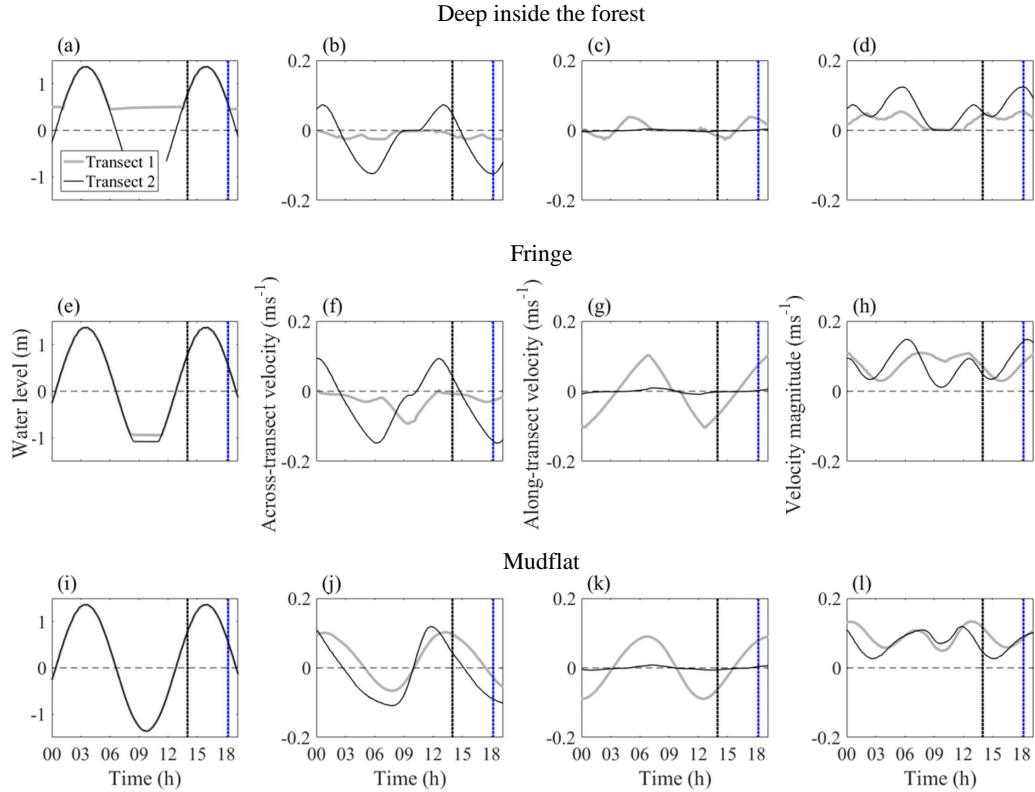 Deep inside the forest
(a) (b) (c) (d)
1 0.2 0.2 0.2
0 0 0 0
-1 -0.2 -0.2 -0.2
Transect 1
Transect 2
Fringe
(e) (f) (g) (h)
1 0.2 0.2 0.2
0 0 0 0
-1 -0.2 -0.2 -0.2
Water level (m)
Across-transect velocity (ms⁻¹)
Along-transect velocity (ms⁻¹)
Velocity magnitude (ms⁻¹)
Mudflat
(i) (j) (k) (l)
1 0.2 0.2 0.2
0 0 0 0
-1 -0.2 -0.2 -0.2
00 03 06 09 12 15 18 00 03 06 09 12 15 18 00 03 06 09 12 15 18 00 03 06 09 12 15 18
Time (h) Time (h) Time (h) Time (h)